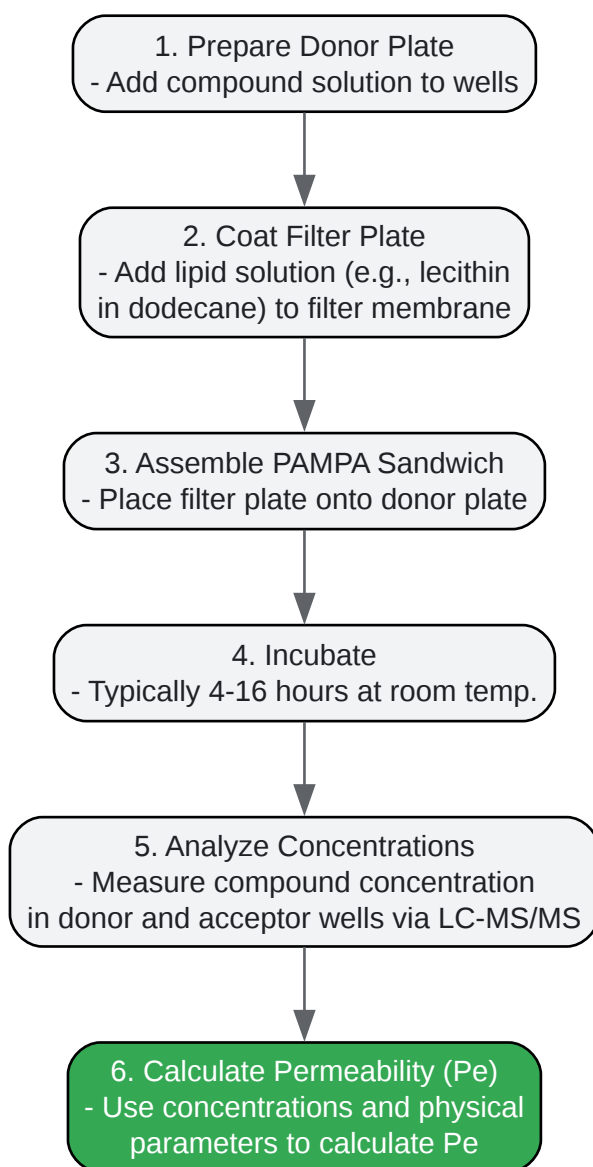 1. Prepare Donor Plate
- Add compound solution to wells
2. Coat Filter Plate
- Add lipid solution (e.g., lecithin
in dodecane) to filter membrane
3. Assemble PAMPA Sandwich
- Place filter plate onto donor plate
4. Incubate
- Typically 4-16 hours at room temp.
5. Analyze Concentrations
- Measure compound concentration
in donor and acceptor wells via LC-MS/MS
6. Calculate Permeability (Pe)
- Use concentrations and physical
parameters to calculate Pe